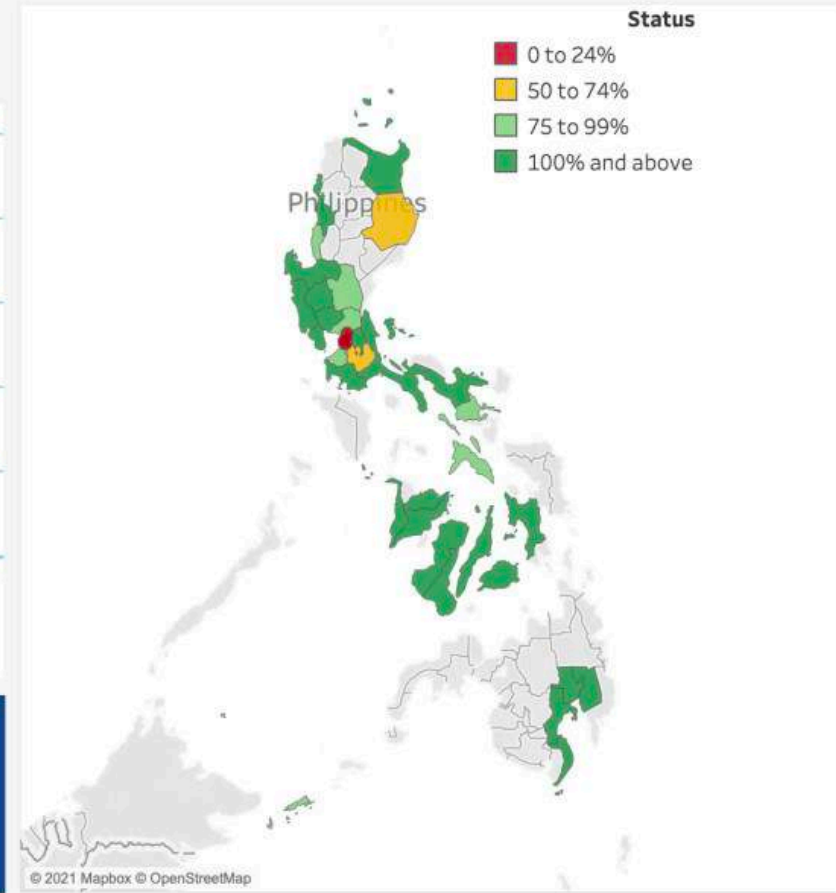 Status
0 to 24%
50 to 74%
75 to 99%
100% and above
Philippines
© 2021 Mapbox © OpenStreetMap